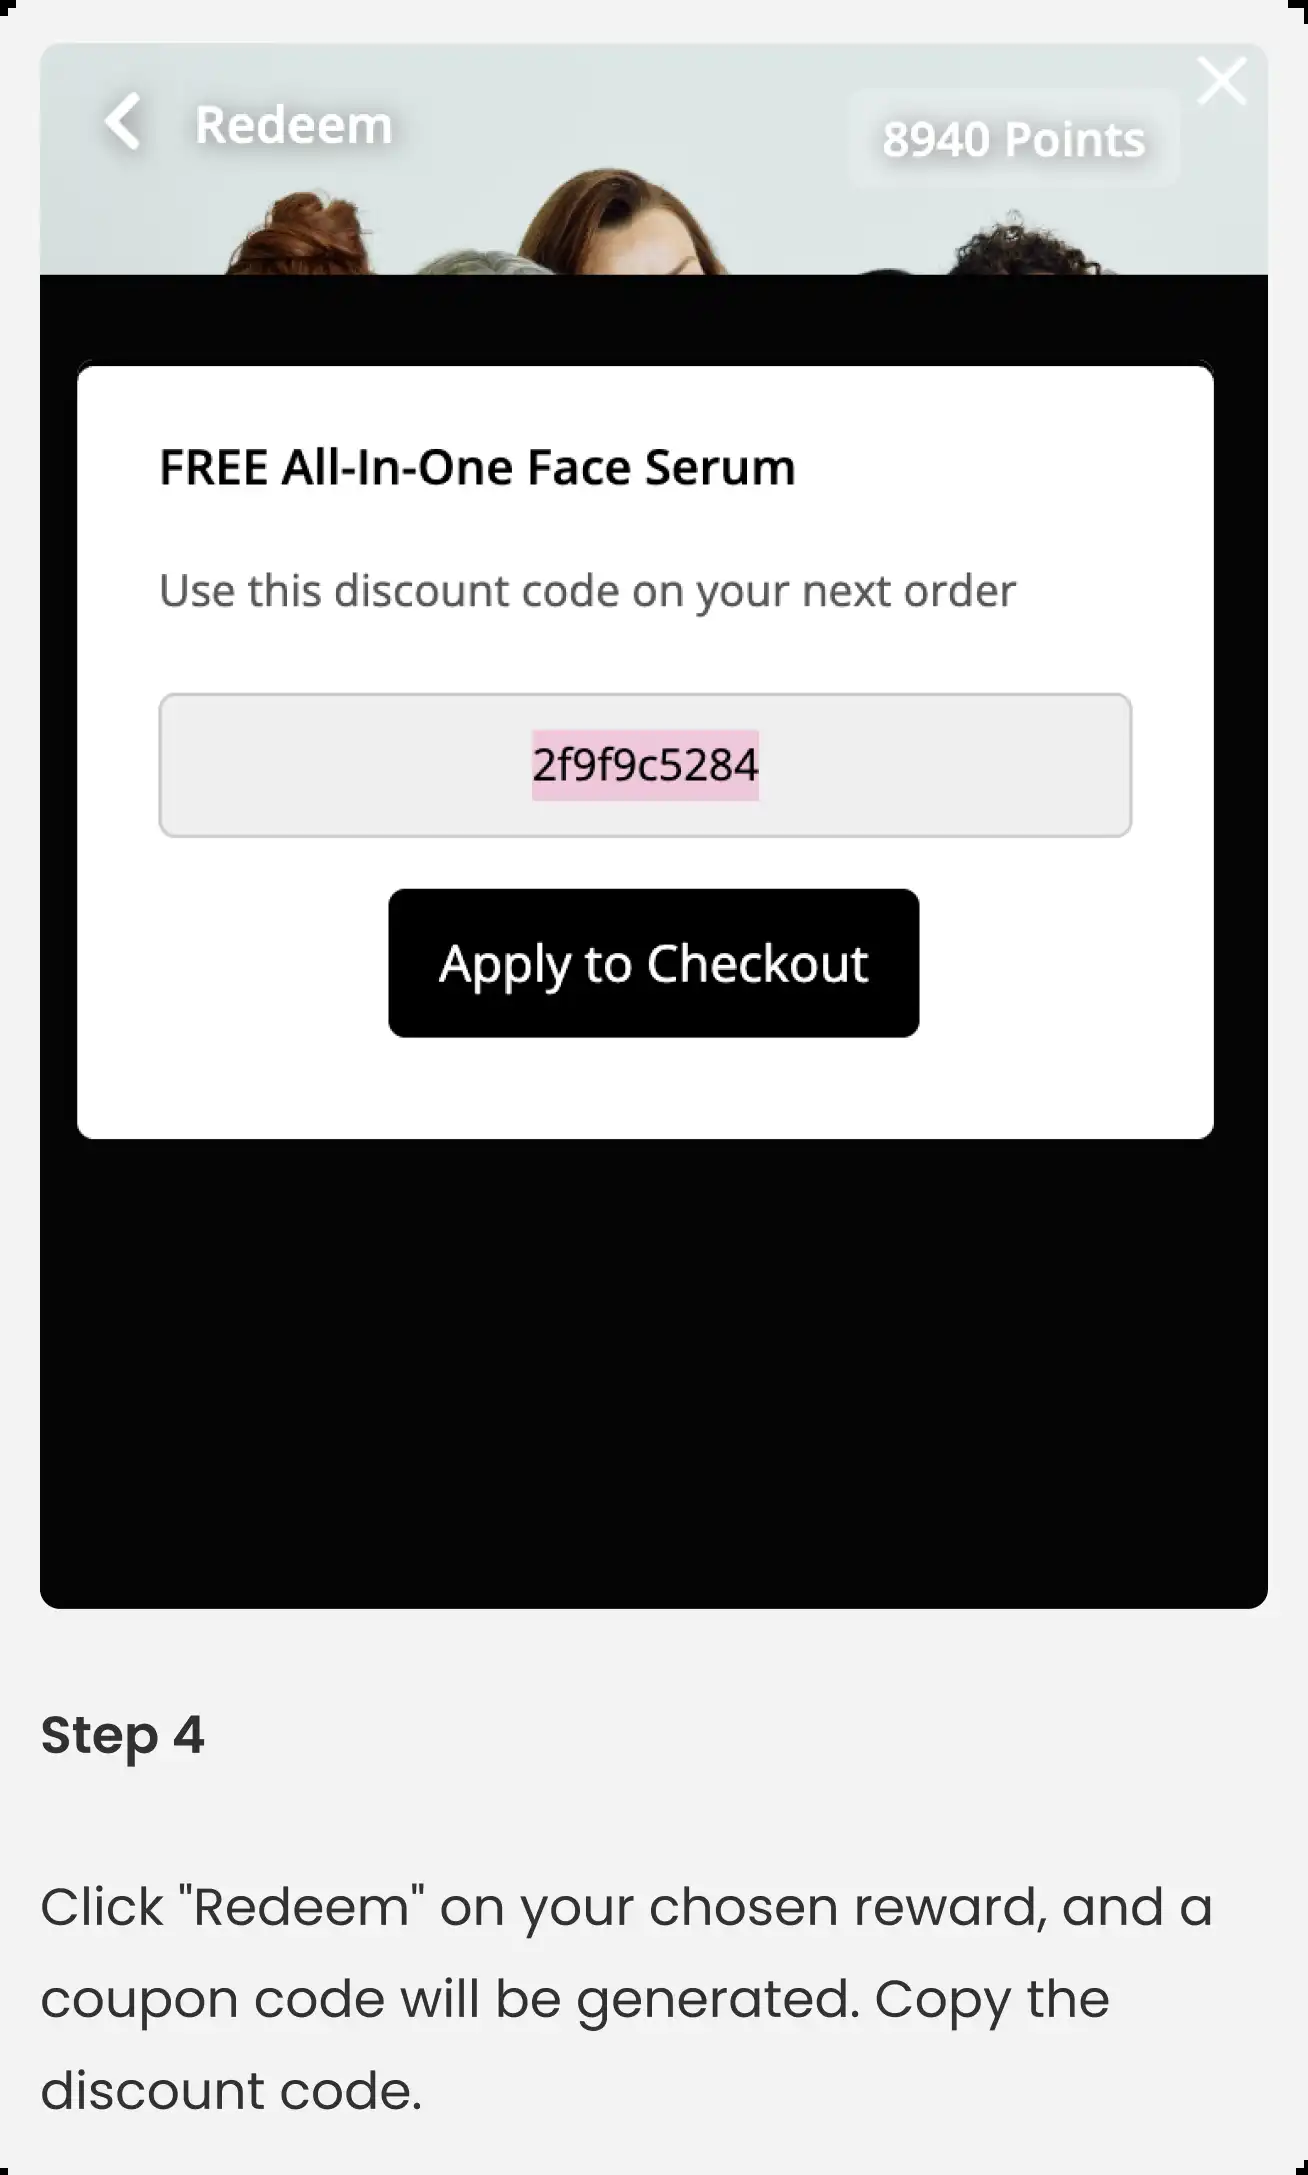 Redeem
8940 Points
FREE All-In-One Face Serum
Use this discount code on your next order
2f9f9c5284
Apply to Checkout
Step 4
Click "Redeem" on your chosen reward, and a
coupon code will be generated. Copy the
discount code.